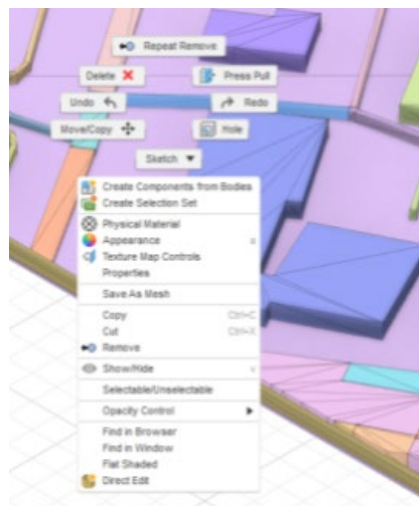 Repeat Remove
Delete
Press Pull
Undo
Redo
Move/Copy
Hole
Sketch
Create Components from Bodies
Create Selection Set
Physical Material
Appearance a
Texture Map Controls
Properties
Save As Mesh
Copy Ctrl+C
Cut Ctrl+X
Remove
Show/Hide v
Selectable/Unselectable
Opacity Control
Find in Browser
Find in Window
Flat Shaded
Direct Edit